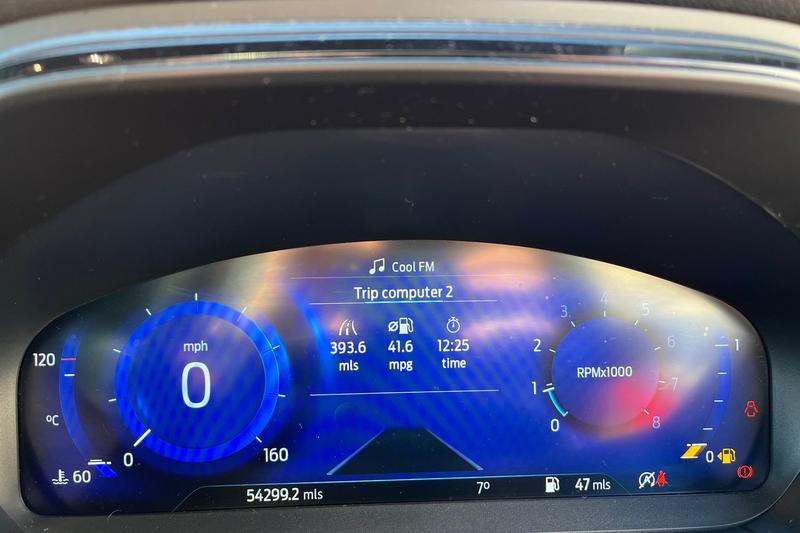 Cool FM
Trip computer 2
393.6 mls
41.6 mpg
12:25 time
120
°C
60
mph
0
0
160
RPMx1000
0
1
2
3
4
5
6
7
8
1
0
54299.2 mls
7°
47 mls